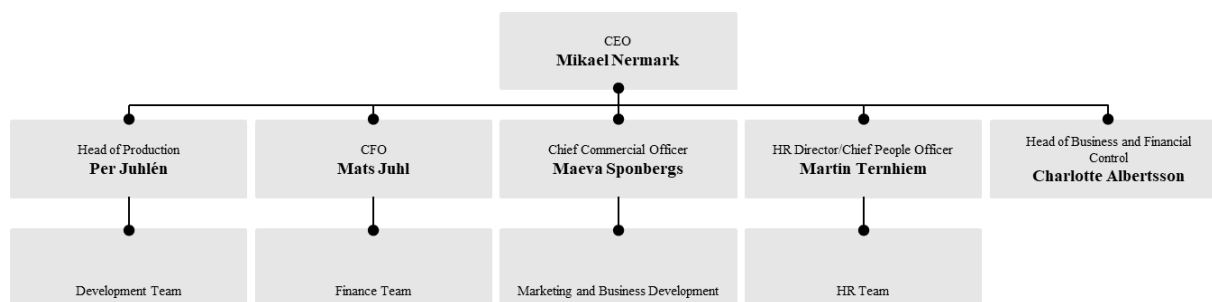 CEO
Mikael Nermark
Head of Production
Per Juhlén
CFO
Mats Juhl
Chief Commercial Officer
Maeva Sponbergs
HR Director/Chief People Officer
Martin Ternhiem
Head of Business and Financial
Control
Charlotte Albertsson
Development Team
Finance Team
Marketing and Business Development
HR Team